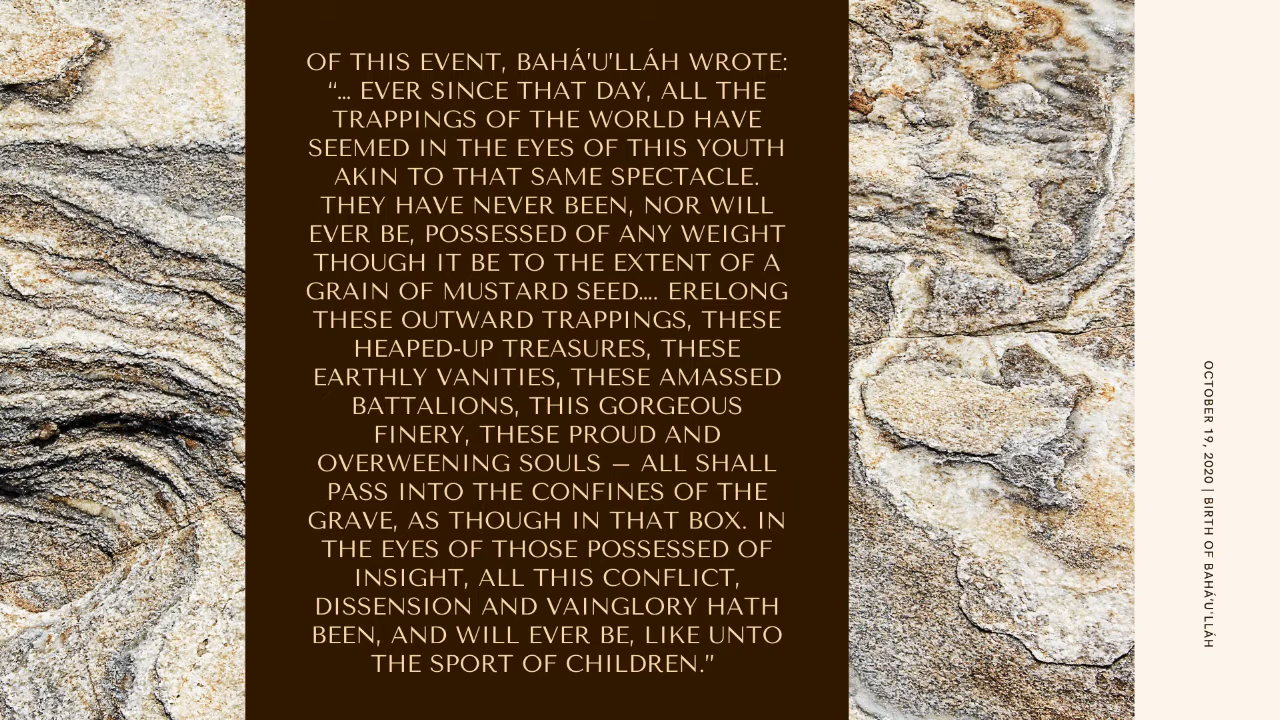 OF THIS EVENT, BAHÁ'U'LLÁH WROTE:
“… EVER SINCE THAT DAY, ALL THE
TRAPPINGS OF THE WORLD HAVE
SEEMED IN THE EYES OF THIS YOUTH
AKIN TO THAT SAME SPECTACLE.
THEY HAVE NEVER BEEN, NOR WILL
EVER BE, POSSESSED OF ANY WEIGHT
THOUGH IT BE TO THE EXTENT OF A
GRAIN OF MUSTARD SEED…. ERELONG
THESE OUTWARD TRAPPINGS, THESE
HEAPED-UP TREASURES, THESE
EARTHLY VANITIES, THESE AMASSED
BATTALIONS, THIS GORGEOUS
FINERY, THESE PROUD AND
OVERWEENING SOULS — ALL SHALL
PASS INTO THE CONFINES OF THE
GRAVE, AS THOUGH IN THAT BOX. IN
THE EYES OF THOSE POSSESSED OF
INSIGHT, ALL THIS CONFLICT,
DISSENSION AND VAINGLORY HATH
BEEN, AND WILL EVER BE, LIKE UNTO
THE SPORT OF CHILDREN.”
OCTOBER 19, 2020 | BIRTH OF BAHÁ'U'LLÁH